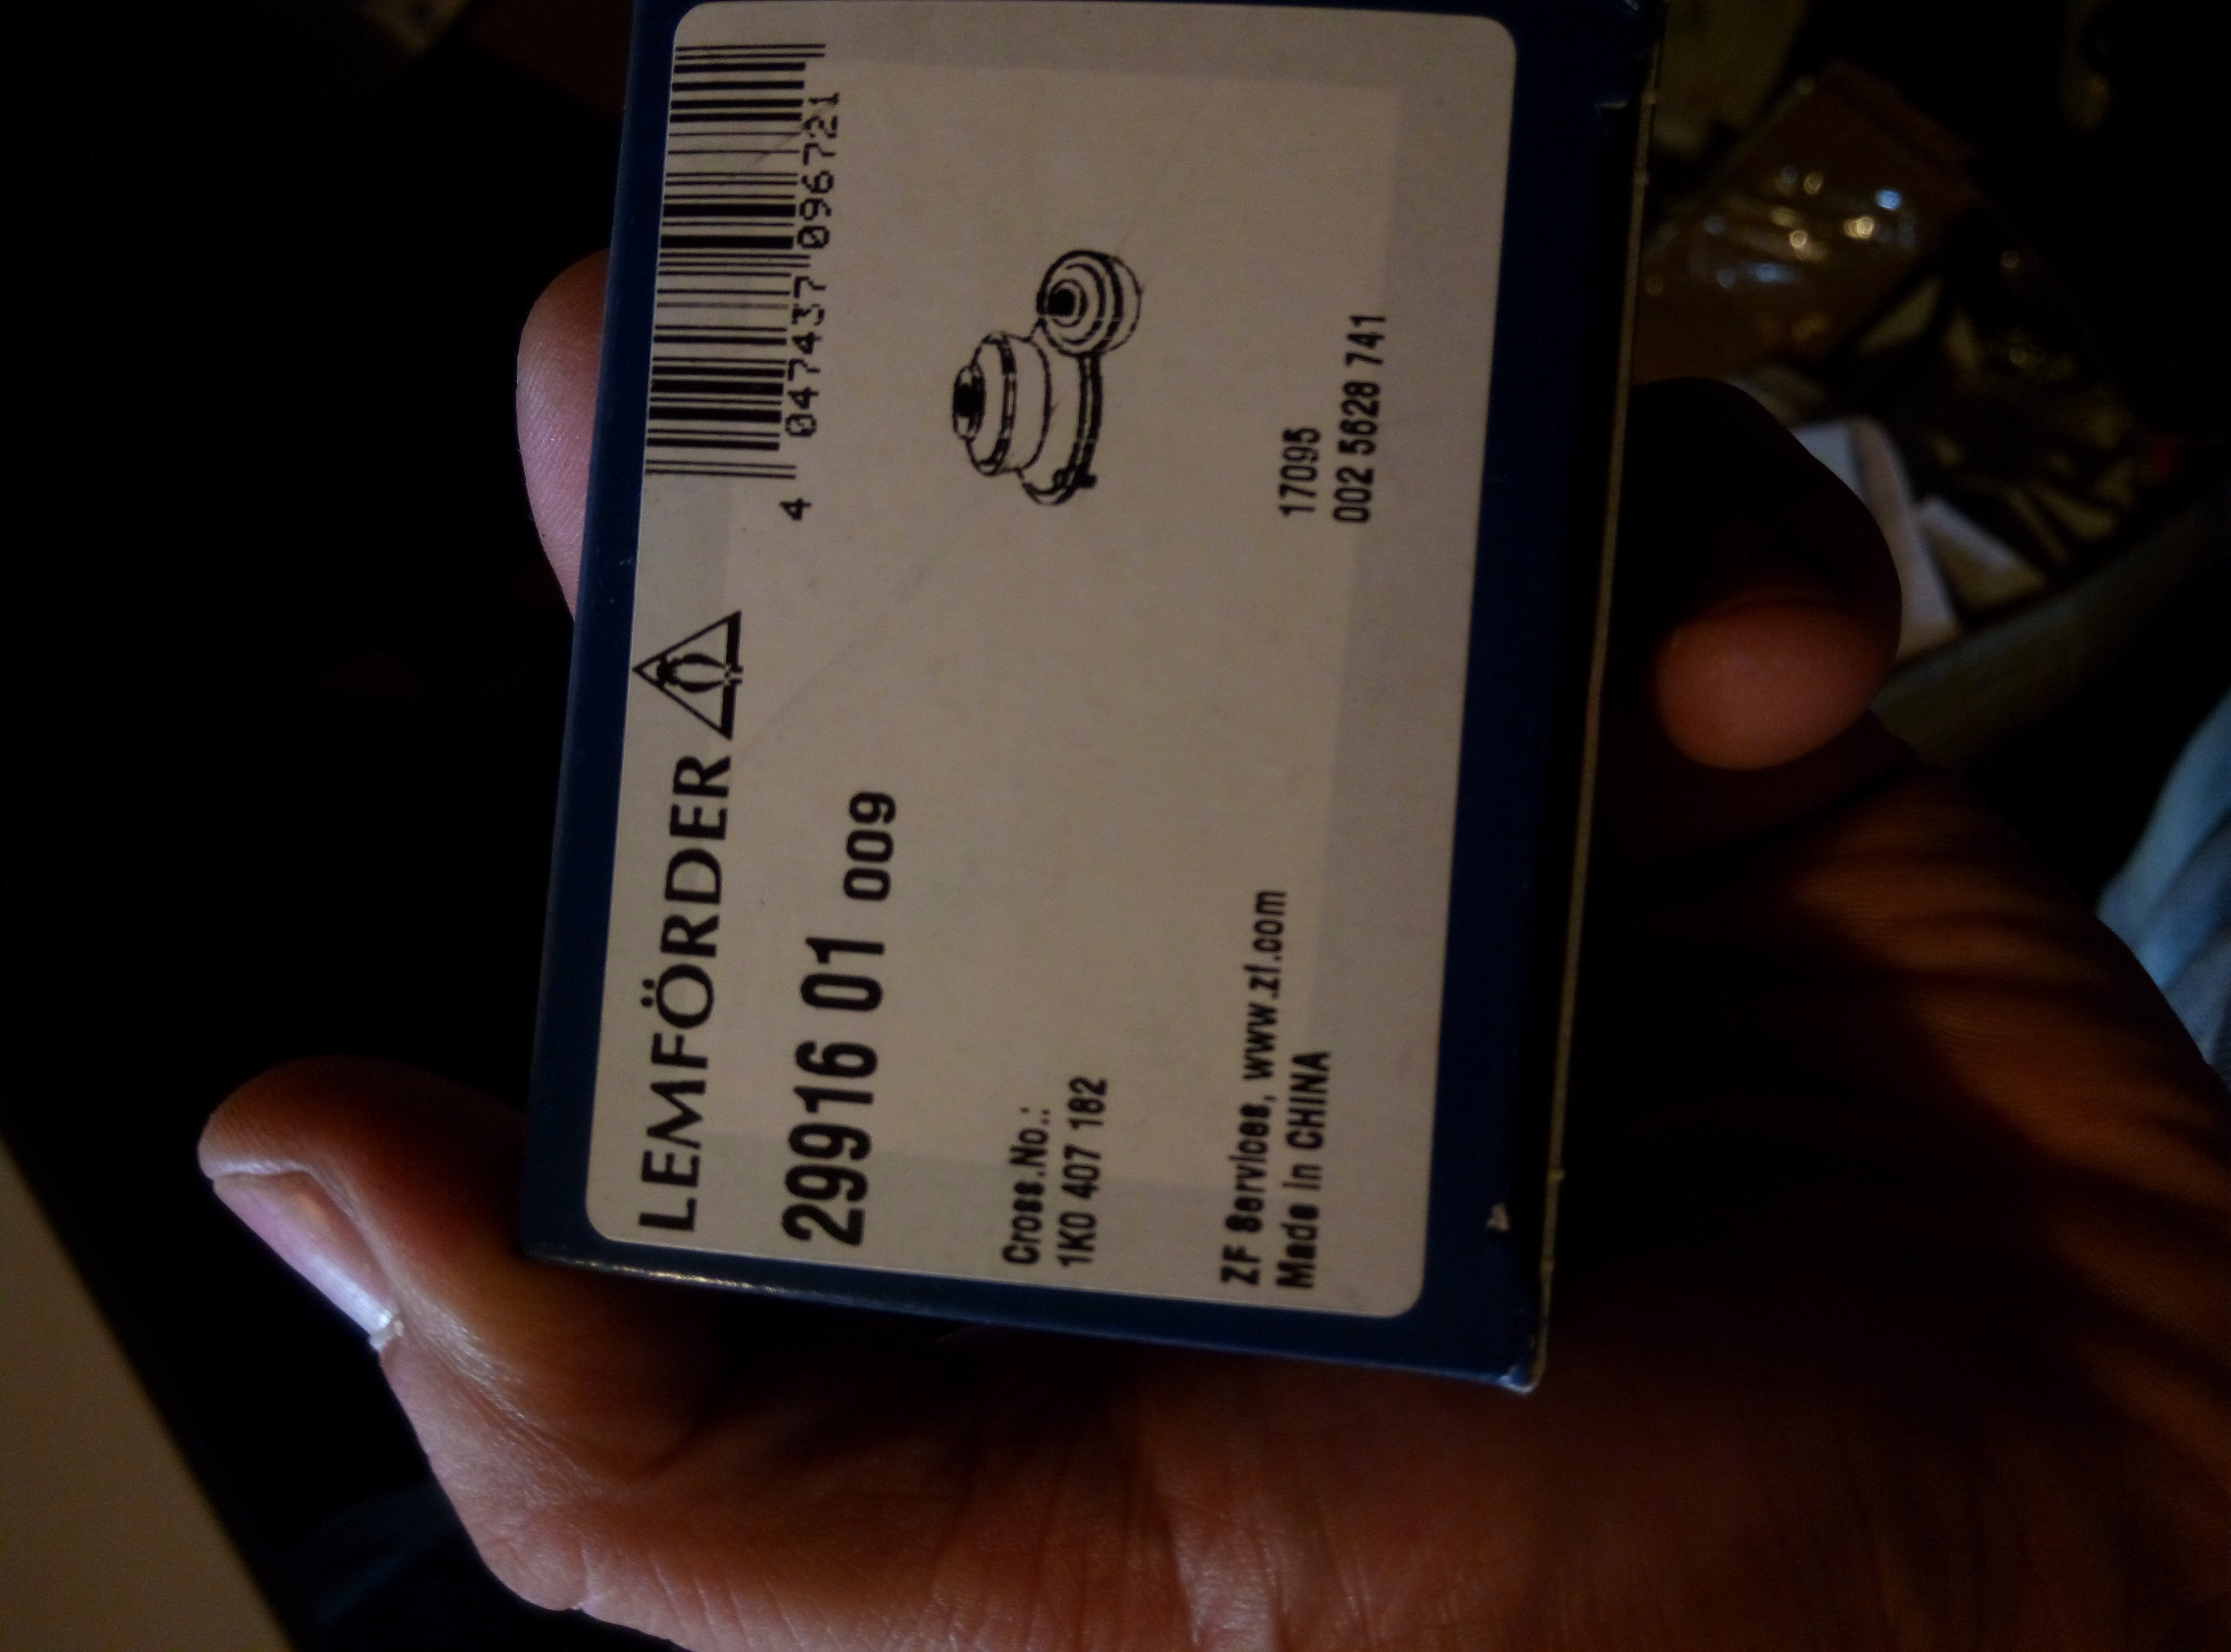 LEMFÖRDER
4 047437 096721
29916 01 009
Cross.No.:
1K0 407 182
17095
002 5628 741
ZF Services, www.zf.com
Made in CHINA